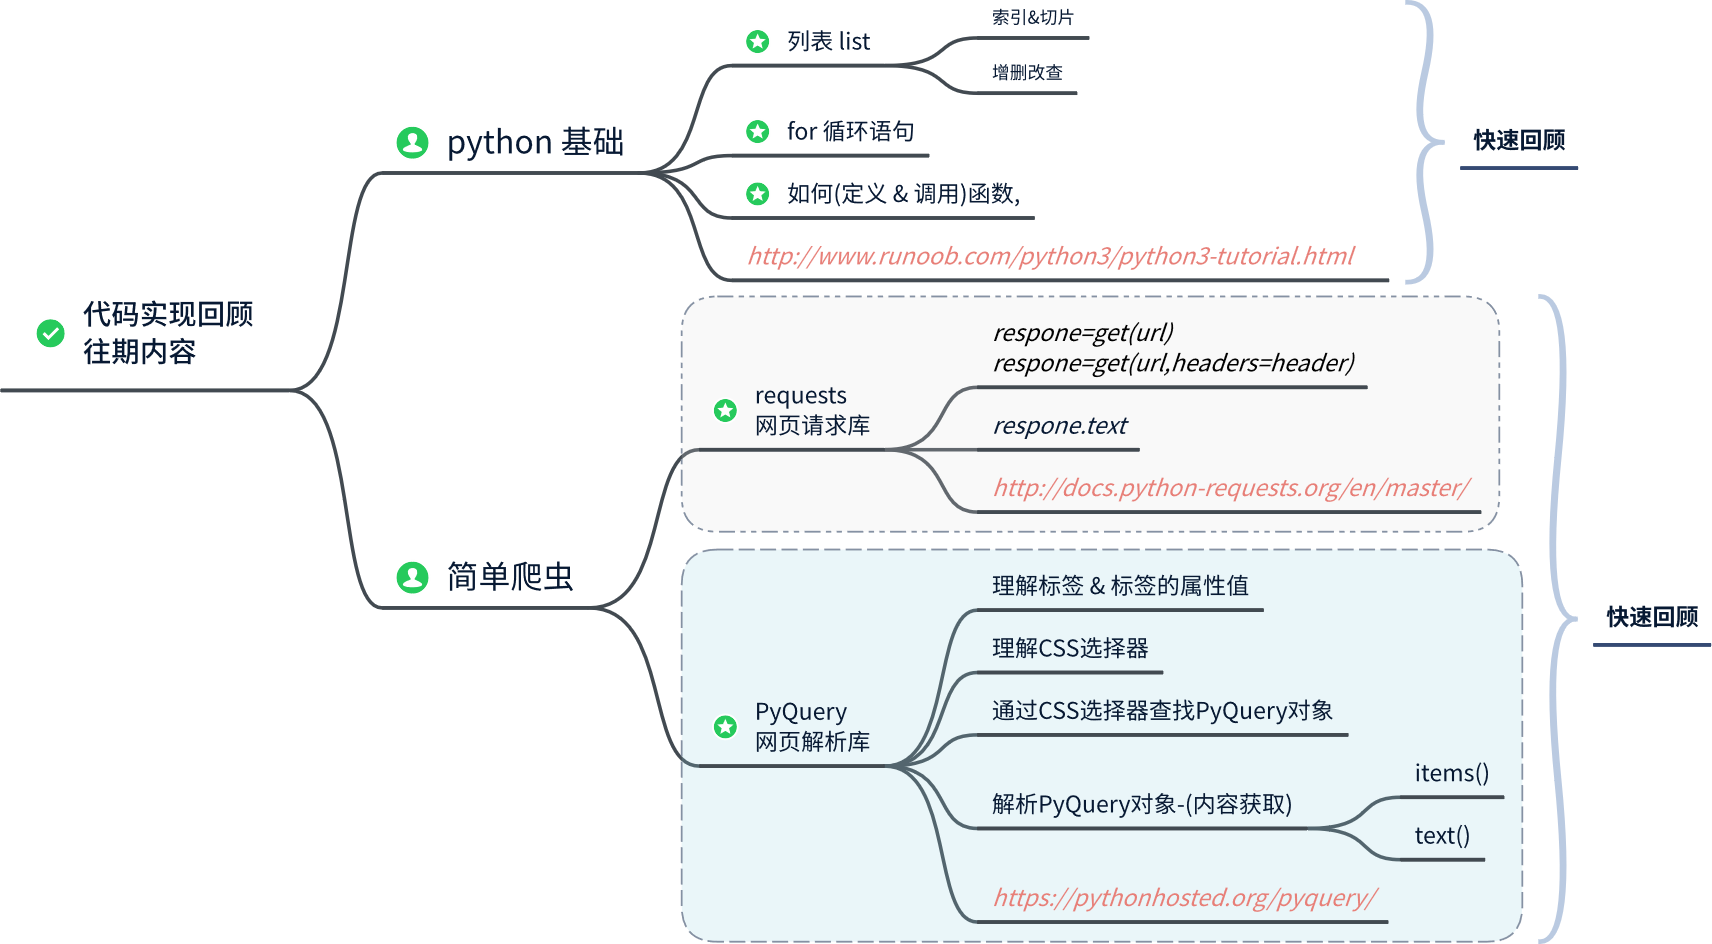 代码实现回顾
往期内容
python 基础
列表 list
索引&切片
增删改查
for 循环语句
如何(定义 & 调用)函数,
http://www.runoob.com/python3/python3-tutorial.html
快速回顾
简单爬虫
requests
网页请求库
respone=get(url)
respone=get(url,headers=header)
respone.text
http://docs.python-requests.org/en/master/
PyQuery
网页解析库
理解标签 & 标签的属性值
理解CSS选择器
通过CSS选择器查找PyQuery对象
解析PyQuery对象-(内容获取)
items()
text()
https://pythonhosted.org/pyquery/
快速回顾